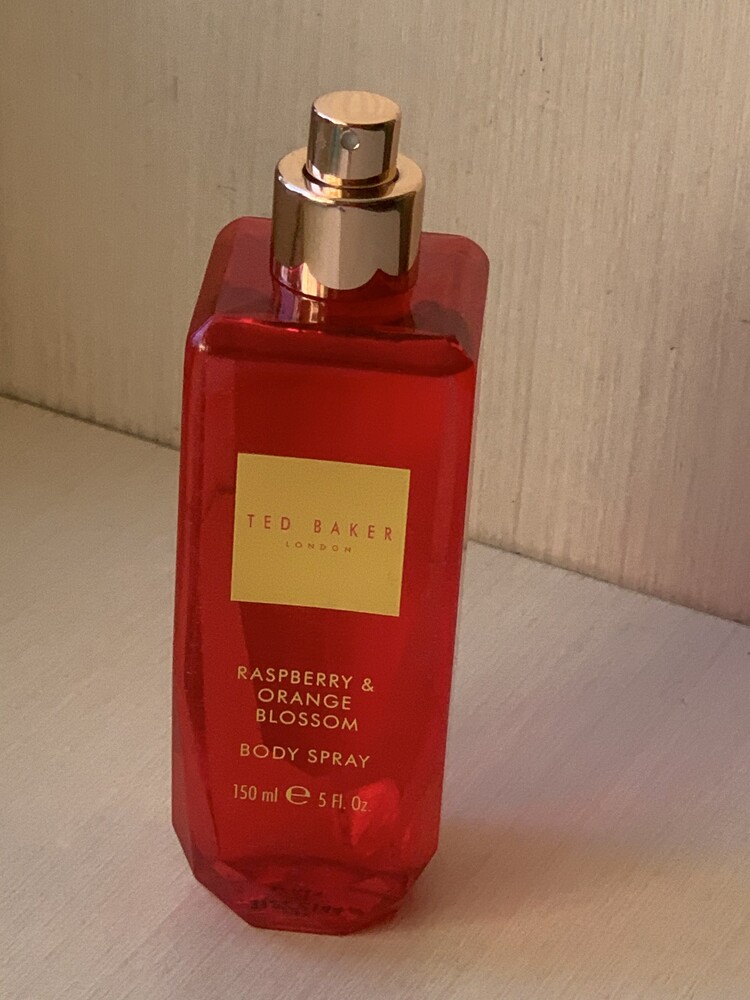 TED BAKER
LONDON
RASPBERRY &
ORANGE
BLOSSOM
BODY SPRAY
150 ml ℮ 5 Fl. Oz.